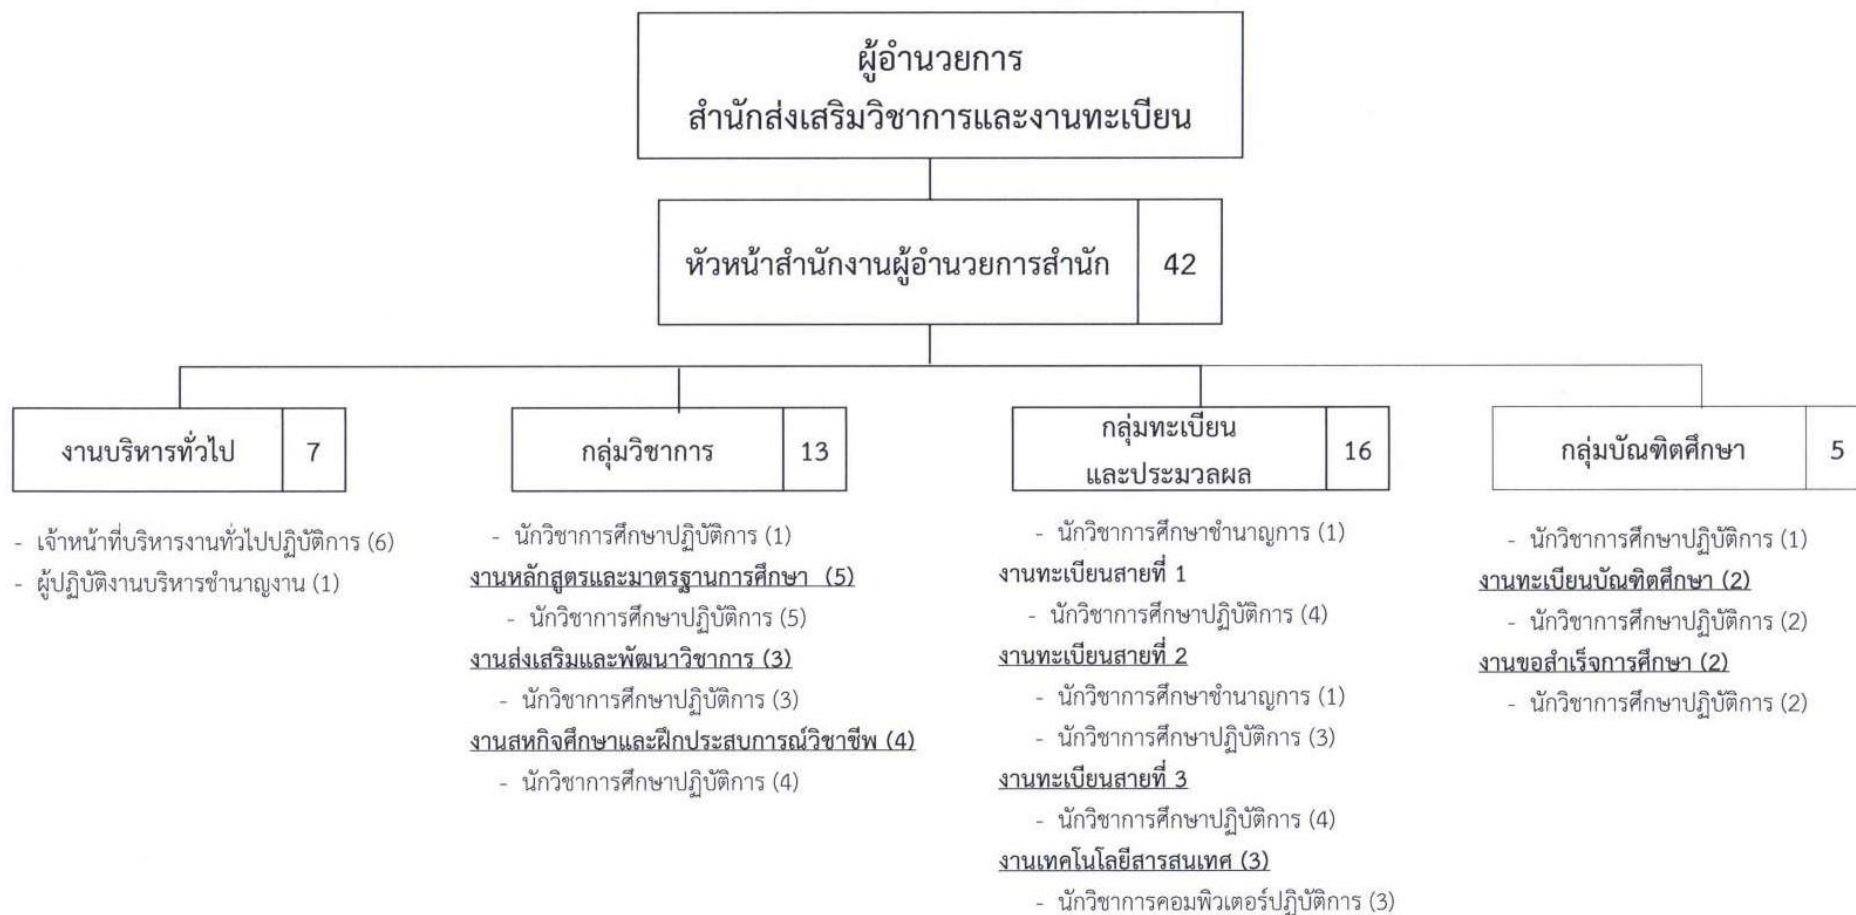 ผู้อำนวยการ
สำนักส่งเสริมวิชาการและงานทะเบียน
หัวหน้าสำนักงานผู้อำนวยการสำนัก 42
งานบริหารทั่วไป 7
- เจ้าหน้าที่บริหารงานทั่วไปปฏิบัติการ (6)
- ผู้ปฏิบัติงานบริหารชำนาญงาน (1)
กลุ่มวิชาการ 13
- นักวิชาการศึกษาปฏิบัติการ (1)
งานหลักสูตรและมาตรฐานการศึกษา (5)
- นักวิชาการศึกษาปฏิบัติการ (5)
งานส่งเสริมและพัฒนาวิชาการ (3)
- นักวิชาการศึกษาปฏิบัติการ (3)
งานสหกิจศึกษาและฝึกประสบการณ์วิชาชีพ (4)
- นักวิชาการศึกษาปฏิบัติการ (4)
กลุ่มทะเบียน
และประมวลผล 16
- นักวิชาการศึกษาชำนาญการ (1)
งานทะเบียนสายที่ 1
- นักวิชาการศึกษาปฏิบัติการ (4)
งานทะเบียนสายที่ 2
- นักวิชาการศึกษาชำนาญการ (1)
- นักวิชาการศึกษาปฏิบัติการ (3)
งานทะเบียนสายที่ 3
- นักวิชาการศึกษาปฏิบัติการ (4)
งานเทคโนโลยีสารสนเทศ (3)
- นักวิชาการคอมพิวเตอร์ปฏิบัติการ (3)
กลุ่มบัณฑิตศึกษา 5
- นักวิชาการศึกษาปฏิบัติการ (1)
งานทะเบียนบัณฑิตศึกษา (2)
- นักวิชาการศึกษาปฏิบัติการ (2)
งานขอสำเร็จการศึกษา (2)
- นักวิชาการศึกษาปฏิบัติการ (2)